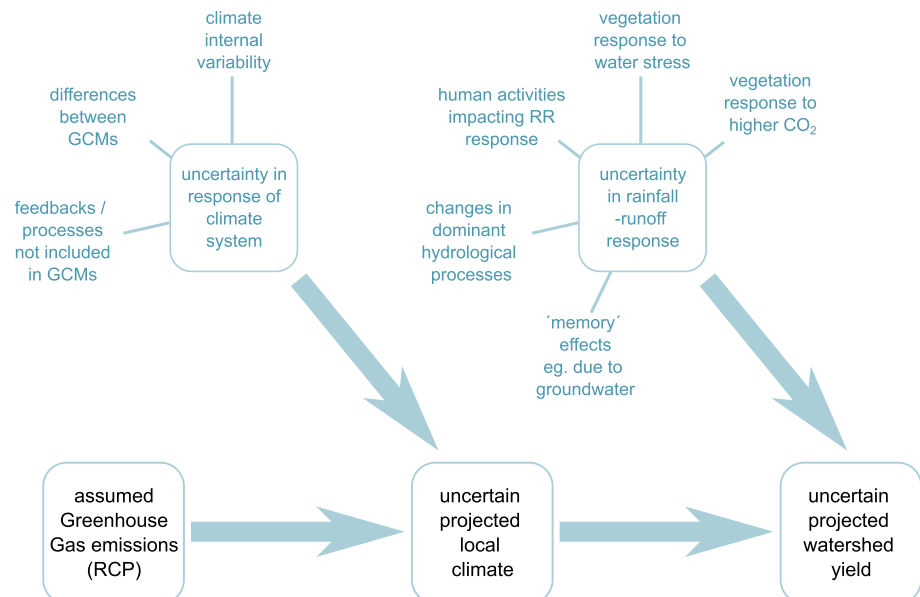 climate
internal
variability
differences
between
GCMs
feedbacks /
processes
not included
in GCMs
uncertainty in
response of
climate
system
vegetation
response to
water stress
human activities
impacting RR
response
vegetation
response to
higher CO₂
changes in
dominant
hydrological
processes
uncertainty
in rainfall
-runoff
response
´memory´
effects
eg. due to
groundwater
assumed
Greenhouse
Gas emissions
(RCP)
uncertain
projected
local
climate
uncertain
projected
watershed
yield